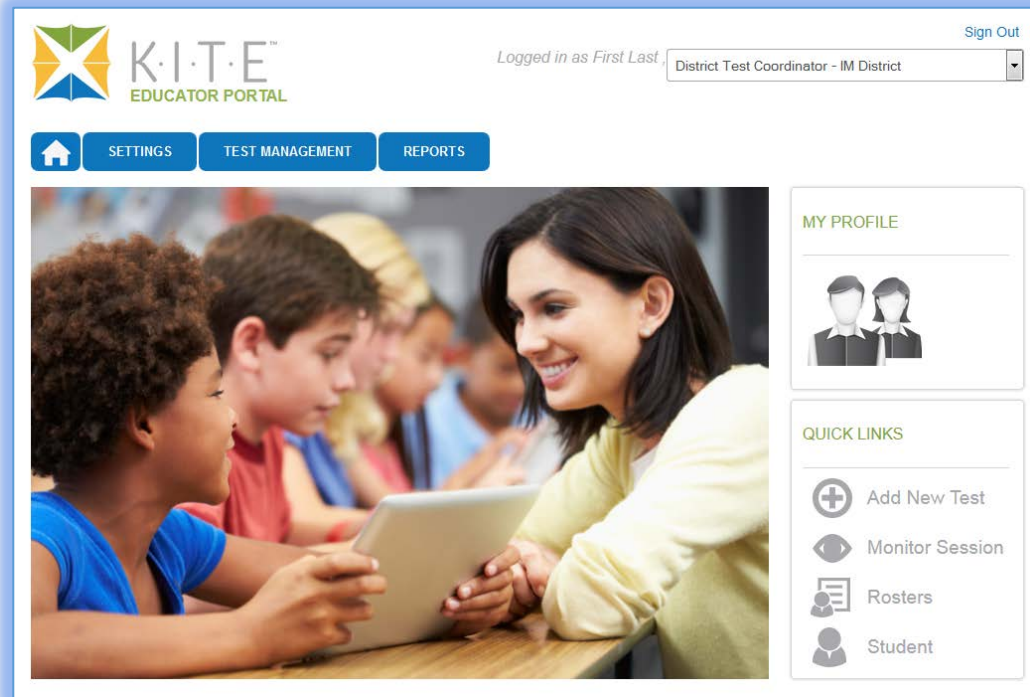 Sign Out
K·I·T·E™
Logged in as First Last ,
District Test Coordinator - IM District
EDUCATOR PORTAL
SETTINGS
TEST MANAGEMENT
REPORTS
MY PROFILE
QUICK LINKS
Add New Test
Monitor Session
Rosters
Student